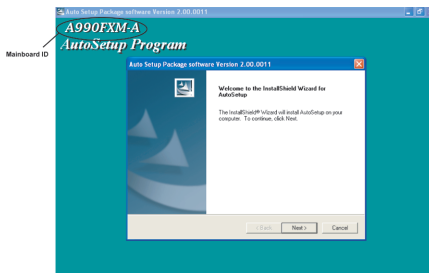 Auto Setup Package software Version 2.00.0011
A990FXM-A
AutoSetup Program
Mainboard ID
Auto Setup Package software Version 2.00.0011
Welcome to the InstallShield Wizard for
AutoSetup
The InstallShield® Wizard will install AutoSetup on your
computer. To continue, click Next.
< Back Next > Cancel